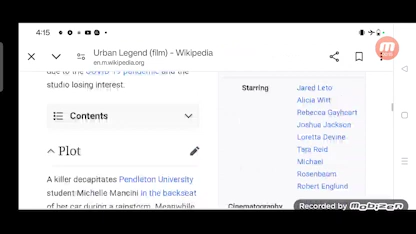 4:15
Urban Legend (film) - Wikipedia
en.m.wikipedia.org
due to the COVID-19 pandemic and the
studio losing interest.
Contents
Plot
A killer decapitates Pendleton University
student Michelle Mancini in the backseat
of her car during a rainstorm. Meanwhile
Starring
Jared Leto
Alicia Witt
Rebecca Gayheart
Joshua Jackson
Loretta Devine
Tara Reid
Michael
Rosenbaum
Robert Englund
Cinematography
Recorded by MOBIZEN